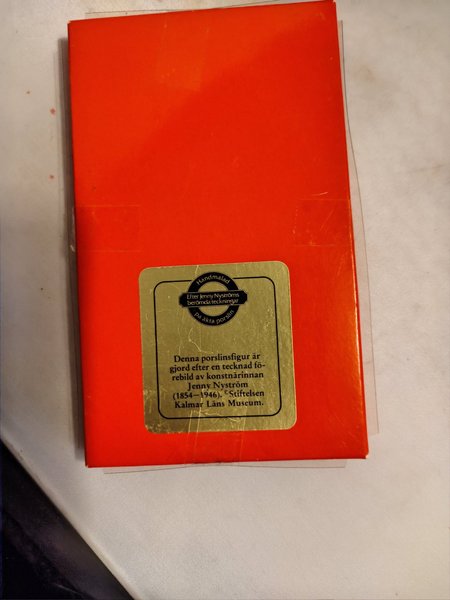 Handmålad
Efter Jenny Nyströms
berömda teckningar
på äkta porslin
Denna porslinsfigur är
gjord efter en tecknad fö-
rebild av konstnärinnan
Jenny Nyström
(1854—1946). © Stiftelsen
Kalmar Läns Museum.